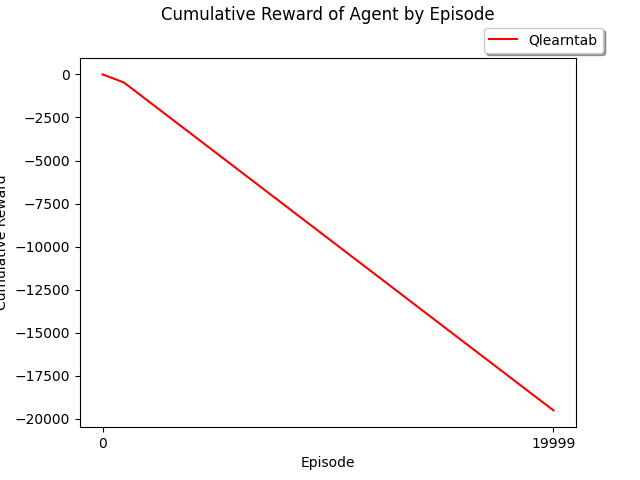 Cumulative Reward of Agent by Episode
Qlearntab
0
−2500
−5000
−7500
−10000
−12500
−15000
−17500
−20000
Cumulative Reward
0
19999
Episode